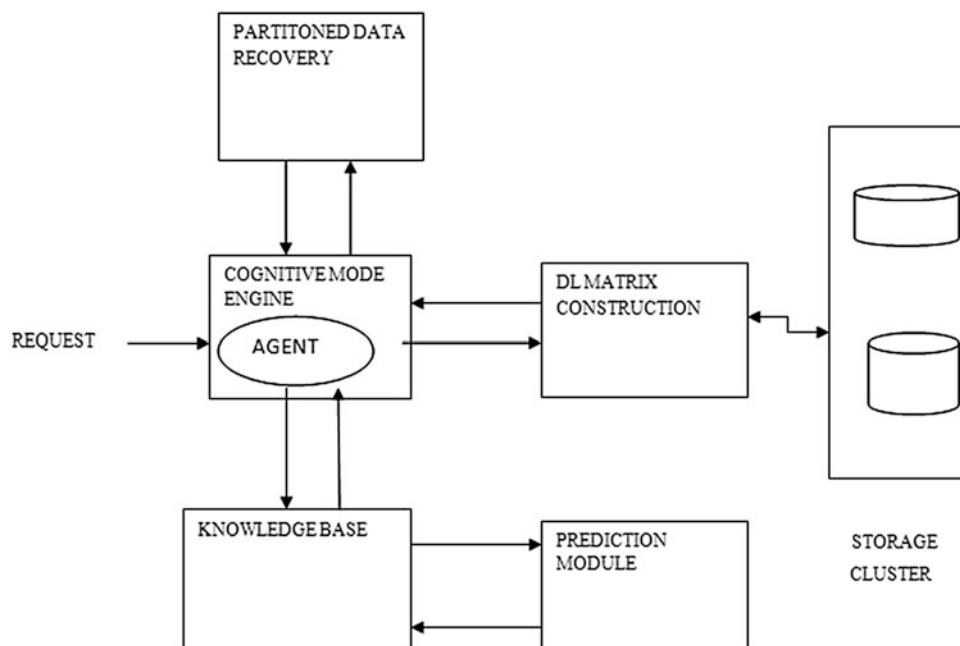 PARTITONED DATA
RECOVERY
COGNITIVE MODE
ENGINE
AGENT
REQUEST
DL MATRIX
CONSTRUCTION
KNOWLEDGE BASE
PREDICTION
MODULE
STORAGE
CLUSTER